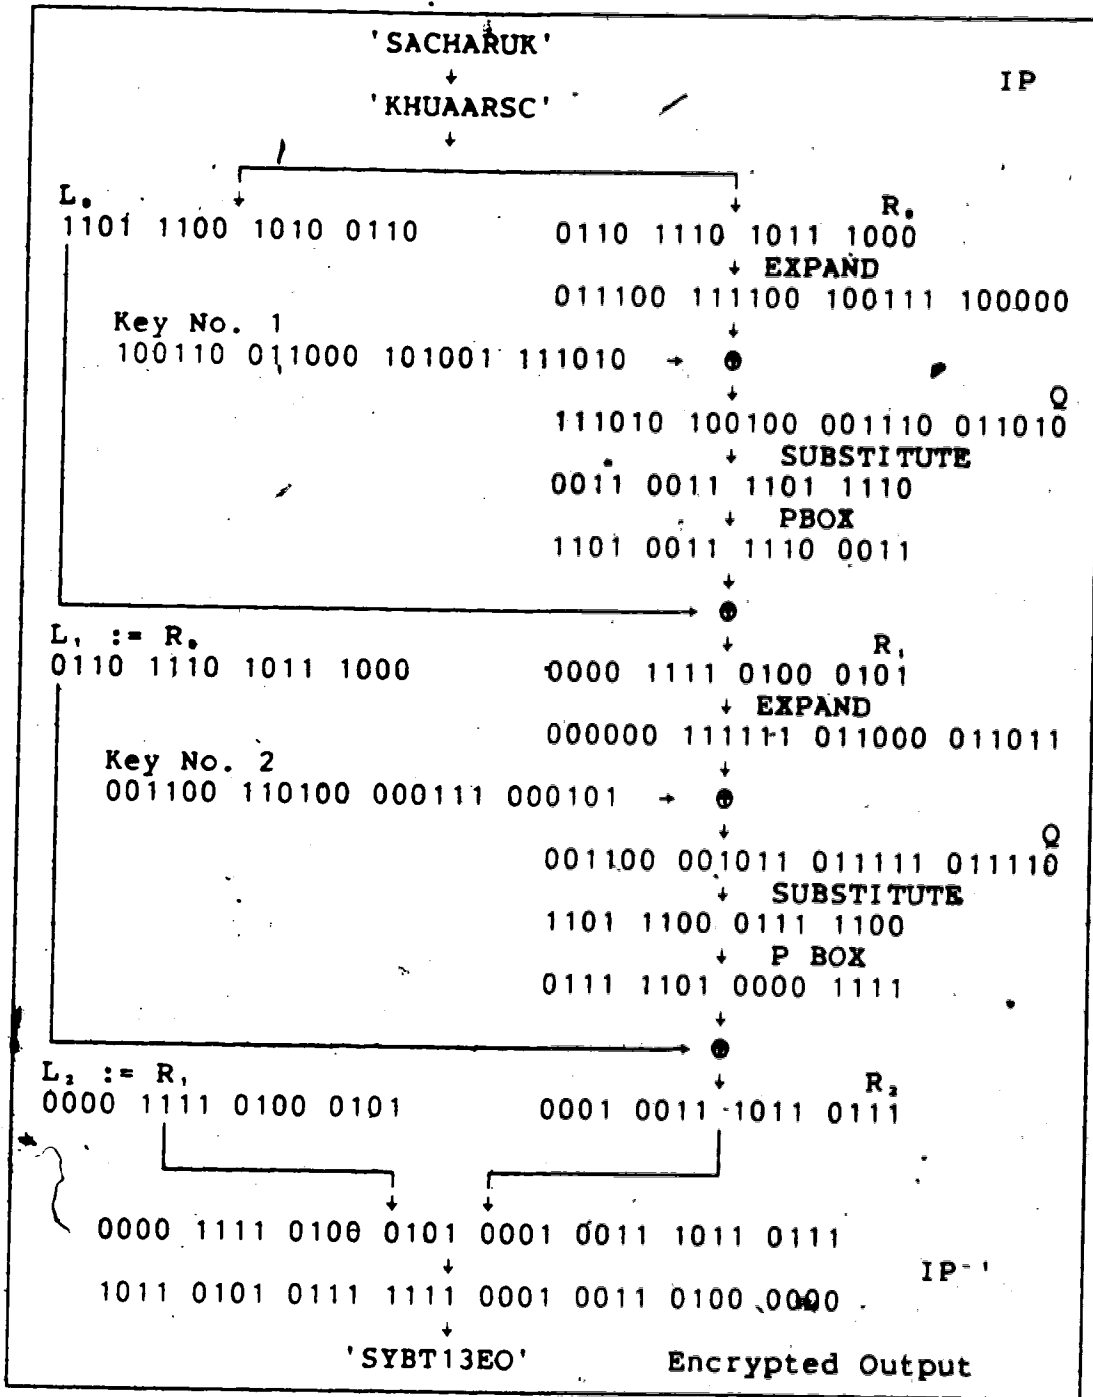 'SACHARUK'
IP
'KHUAARSC'
L₀ R₀
1101 1100 1010 0110 0110 1110 1011 1000
EXPAND
011100 111100 100111 100000
Key No. 1
100110 011000 101001 111010
Q
111010 100100 001110 011010
SUBSTITUTE
0011 0011 1101 1110
PBOX
1101 0011 1110 0011
L₁ := R₀ R₁
0110 1110 1011 1000 0000 1111 0100 0101
EXPAND
000000 111111 011000 011011
Key No. 2
001100 110100 000111 000101
Q
001100 001011 011111 011110
SUBSTITUTE
1101 1100 0111 1100
P BOX
0111 1101 0000 1111
L₂ := R₁ R₂
0000 1111 0100 0101 0001 0011 1011 0111
0000 1111 0100 0101 0001 0011 1011 0111
IP⁻¹
1011 0101 0111 1111 0001 0011 0100 0000
'SYBT13EO' Encrypted Output